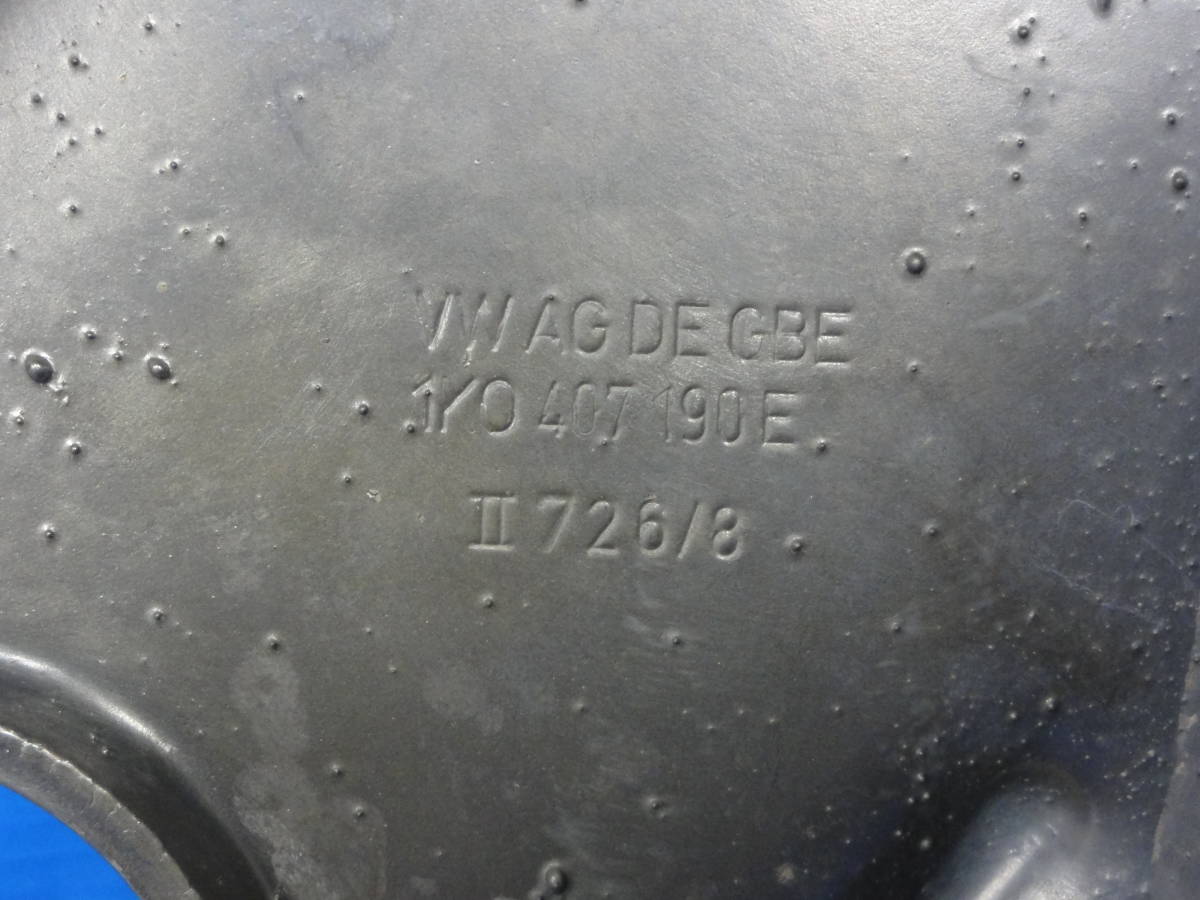 VW AG DE GBE
1K0 407 190 E
II 726/8